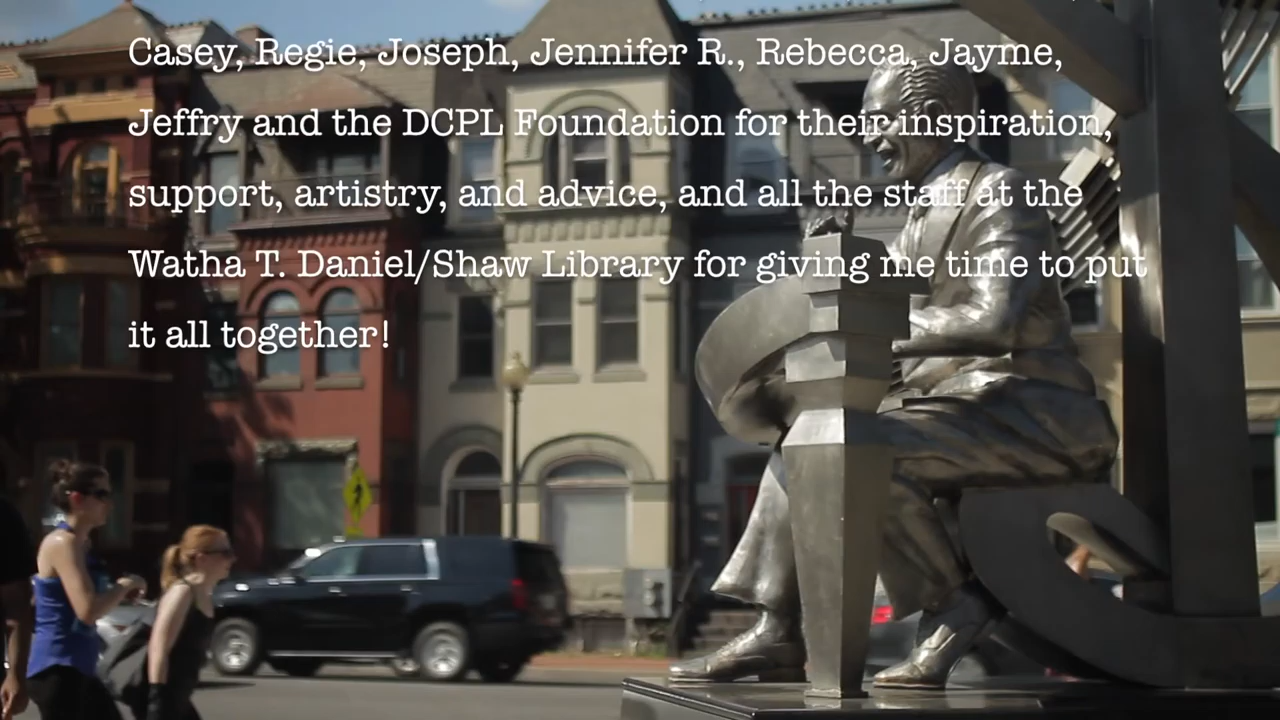 Casey, Regie, Joseph, Jennifer R., Rebecca, Jayme,
Jeffry and the DCPL Foundation for their inspiration,
support, artistry, and advice, and all the staff at the
Watha T. Daniel/Shaw Library for giving me time to put
it all together!